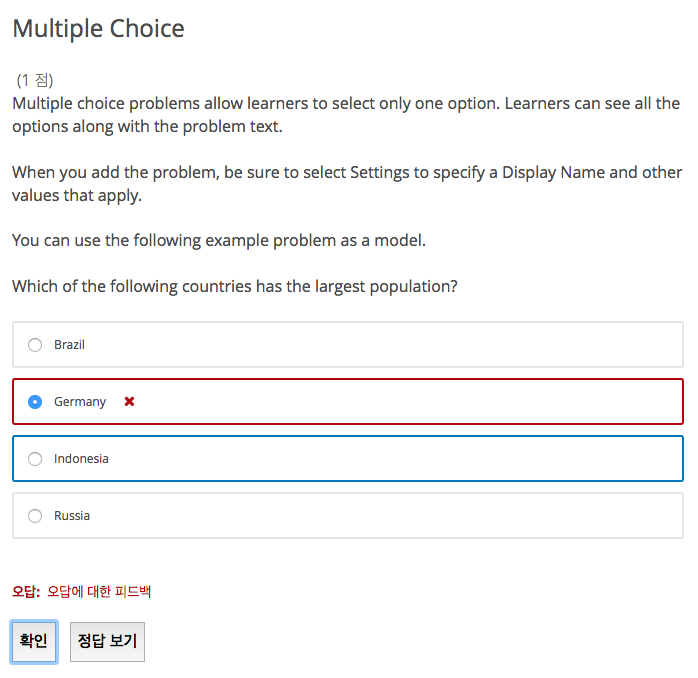 Multiple Choice
(1 점)
Multiple choice problems allow learners to select only one option. Learners can see all the
options along with the problem text.
When you add the problem, be sure to select Settings to specify a Display Name and other
values that apply.
You can use the following example problem as a model.
Which of the following countries has the largest population?
Brazil
Germany ✖
Indonesia
Russia
오답: 오답에 대한 피드백
확인 정답 보기